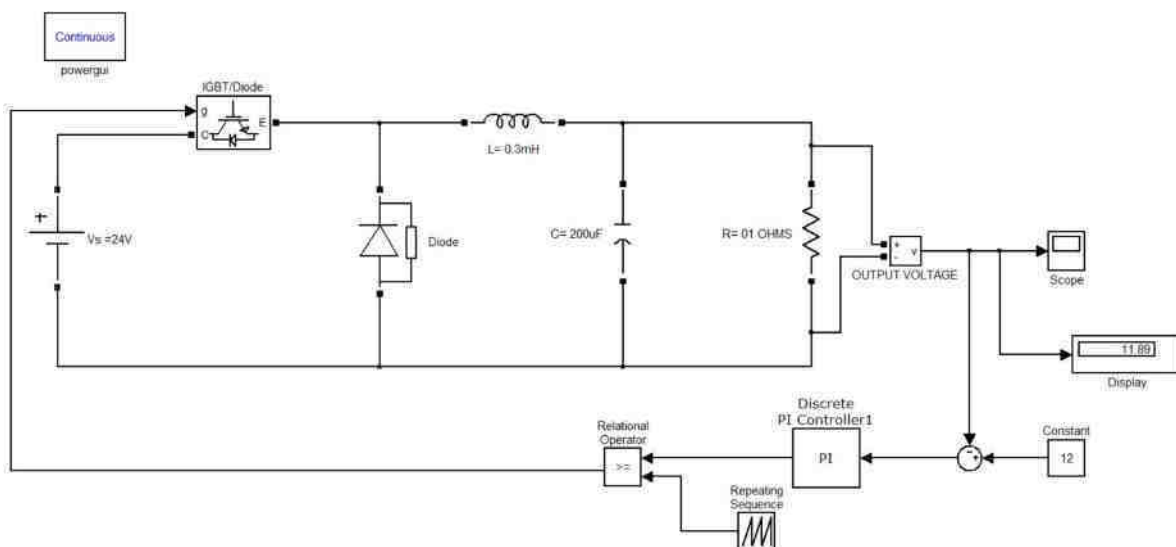 Continuous
powergui
IGBT/Diode
g
C
E
L= 0.3mH
+
Vs =24V
Diode
C= 200uF
R= 01 OHMS
+
-
v
OUTPUT VOLTAGE
Scope
11.89
Display
Discrete
PI Controller1
PI
Relational
Operator
>=
Repeating
Sequence
-
+
Constant
12